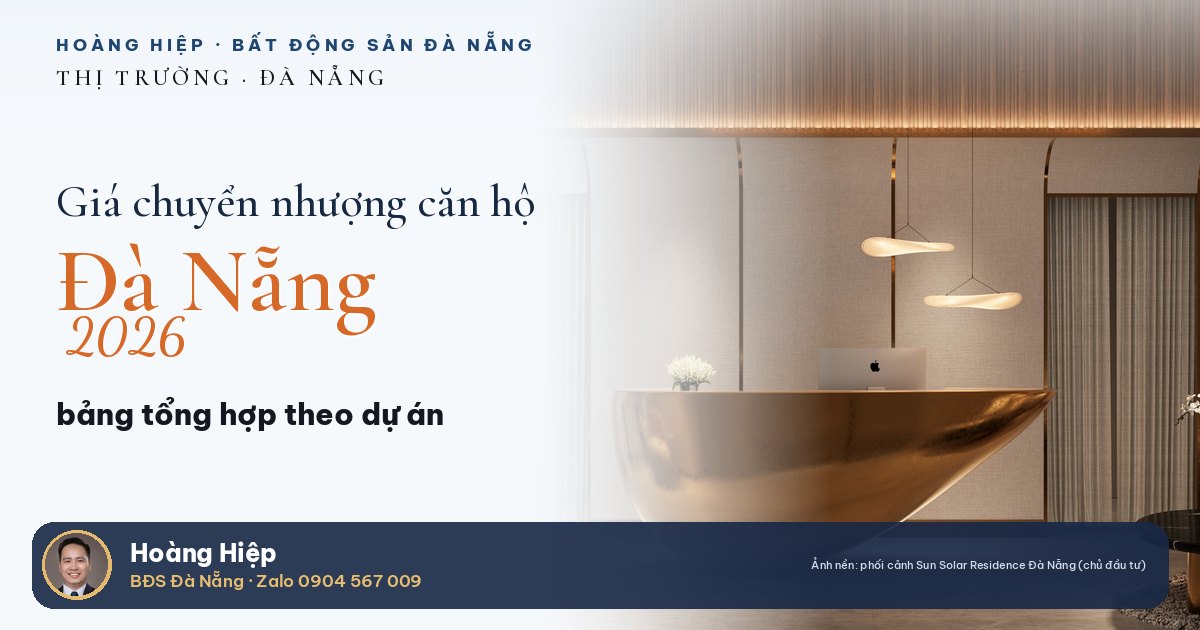 HOÀNG HIỆP · BẤT ĐỘNG SẢN ĐÀ NẴNG
THỊ TRƯỜNG · ĐÀ NẴNG
Giá chuyển nhượng căn hộ
Đà Nẵng
2026
bảng tổng hợp theo dự án
Hoàng Hiệp
BĐS Đà Nẵng · Zalo 0904 567 009
Ảnh nền: phối cảnh Sun Solar Residence Đà Nẵng (chủ đầu tư)